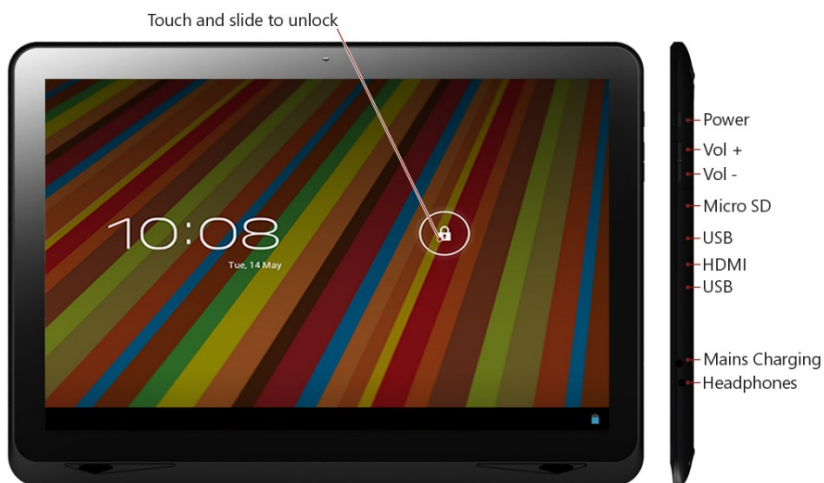 Touch and slide to unlock
10:08
Tue, 14 May
Power
Vol +
Vol -
Micro SD
USB
HDMI
USB
Mains Charging
Headphones